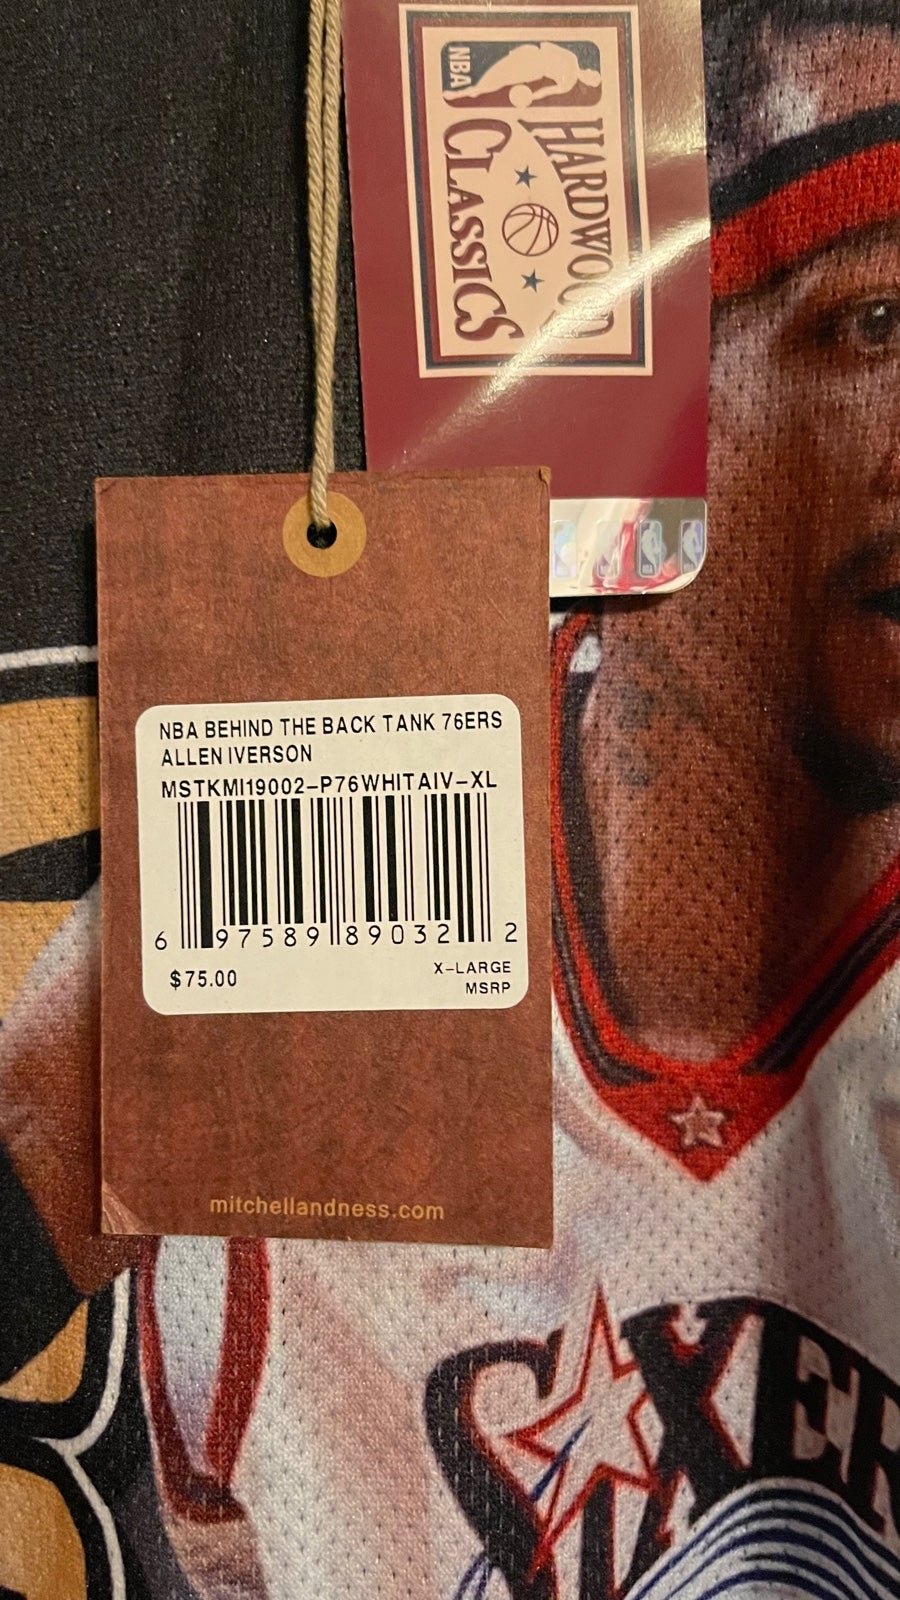 NBA
HARDWOOD
CLASSICS
NBA BEHIND THE BACK TANK 76ERS
ALLEN IVERSON
MSTKMI19002-P76WHITAIV-XL
6 97589 89032 2
$75.00
X-LARGE
MSRP
mitchellandness.com
SIXER